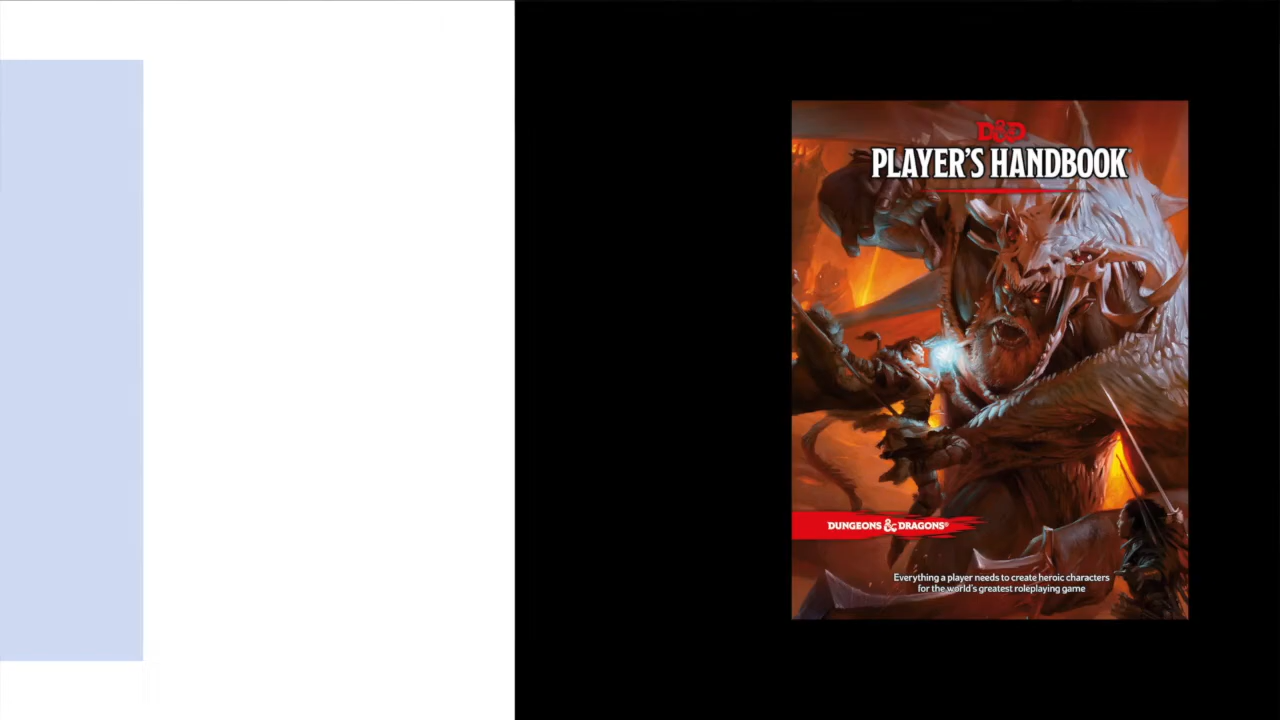 D&D
PLAYER'S HANDBOOK®
DUNGEONS & DRAGONS®
Everything a player needs to create heroic characters
for the world's greatest roleplaying game